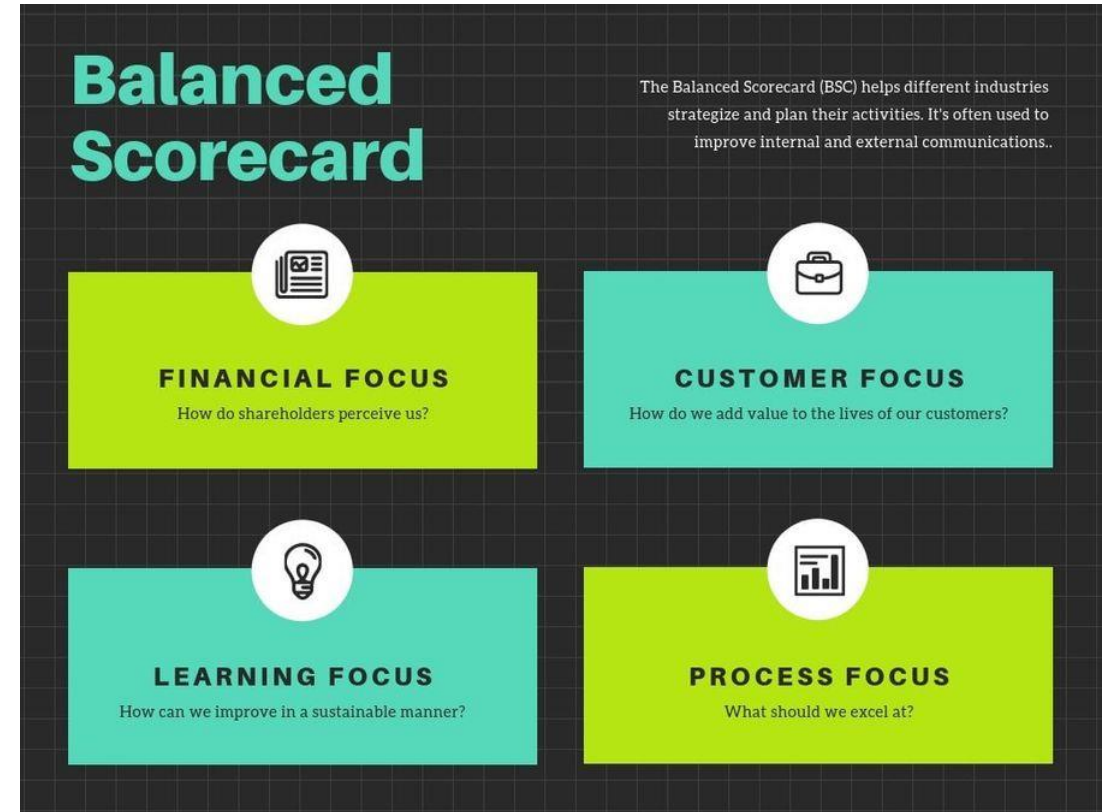 Balanced
Scorecard
The Balanced Scorecard (BSC) helps different industries
strategize and plan their activities. It's often used to
improve internal and external communications..
FINANCIAL FOCUS
How do shareholders perceive us?
CUSTOMER FOCUS
How do we add value to the lives of our customers?
LEARNING FOCUS
How can we improve in a sustainable manner?
PROCESS FOCUS
What should we excel at?